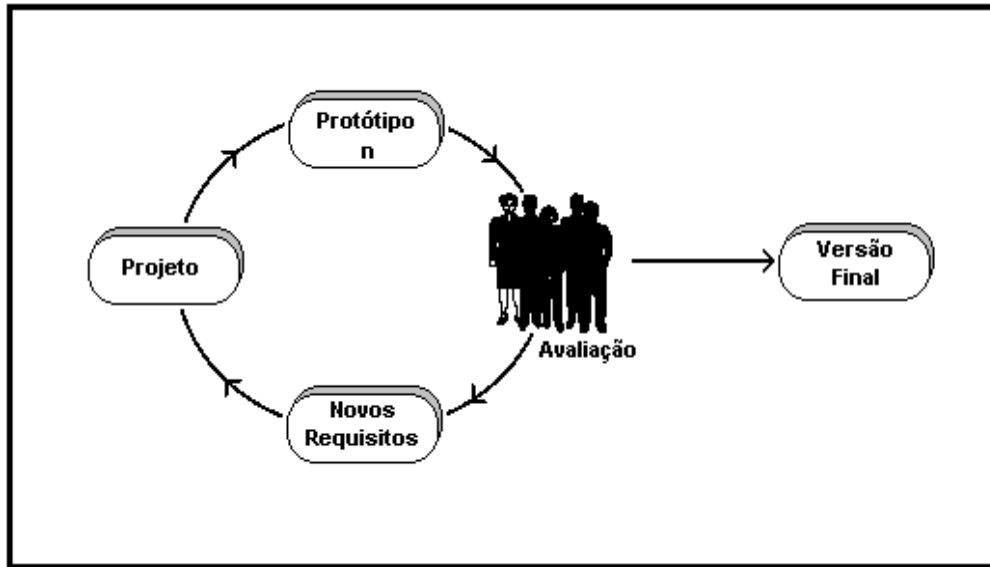 Protótipo
n
Projeto
Versão
Final
Avaliação
Novos
Requisitos